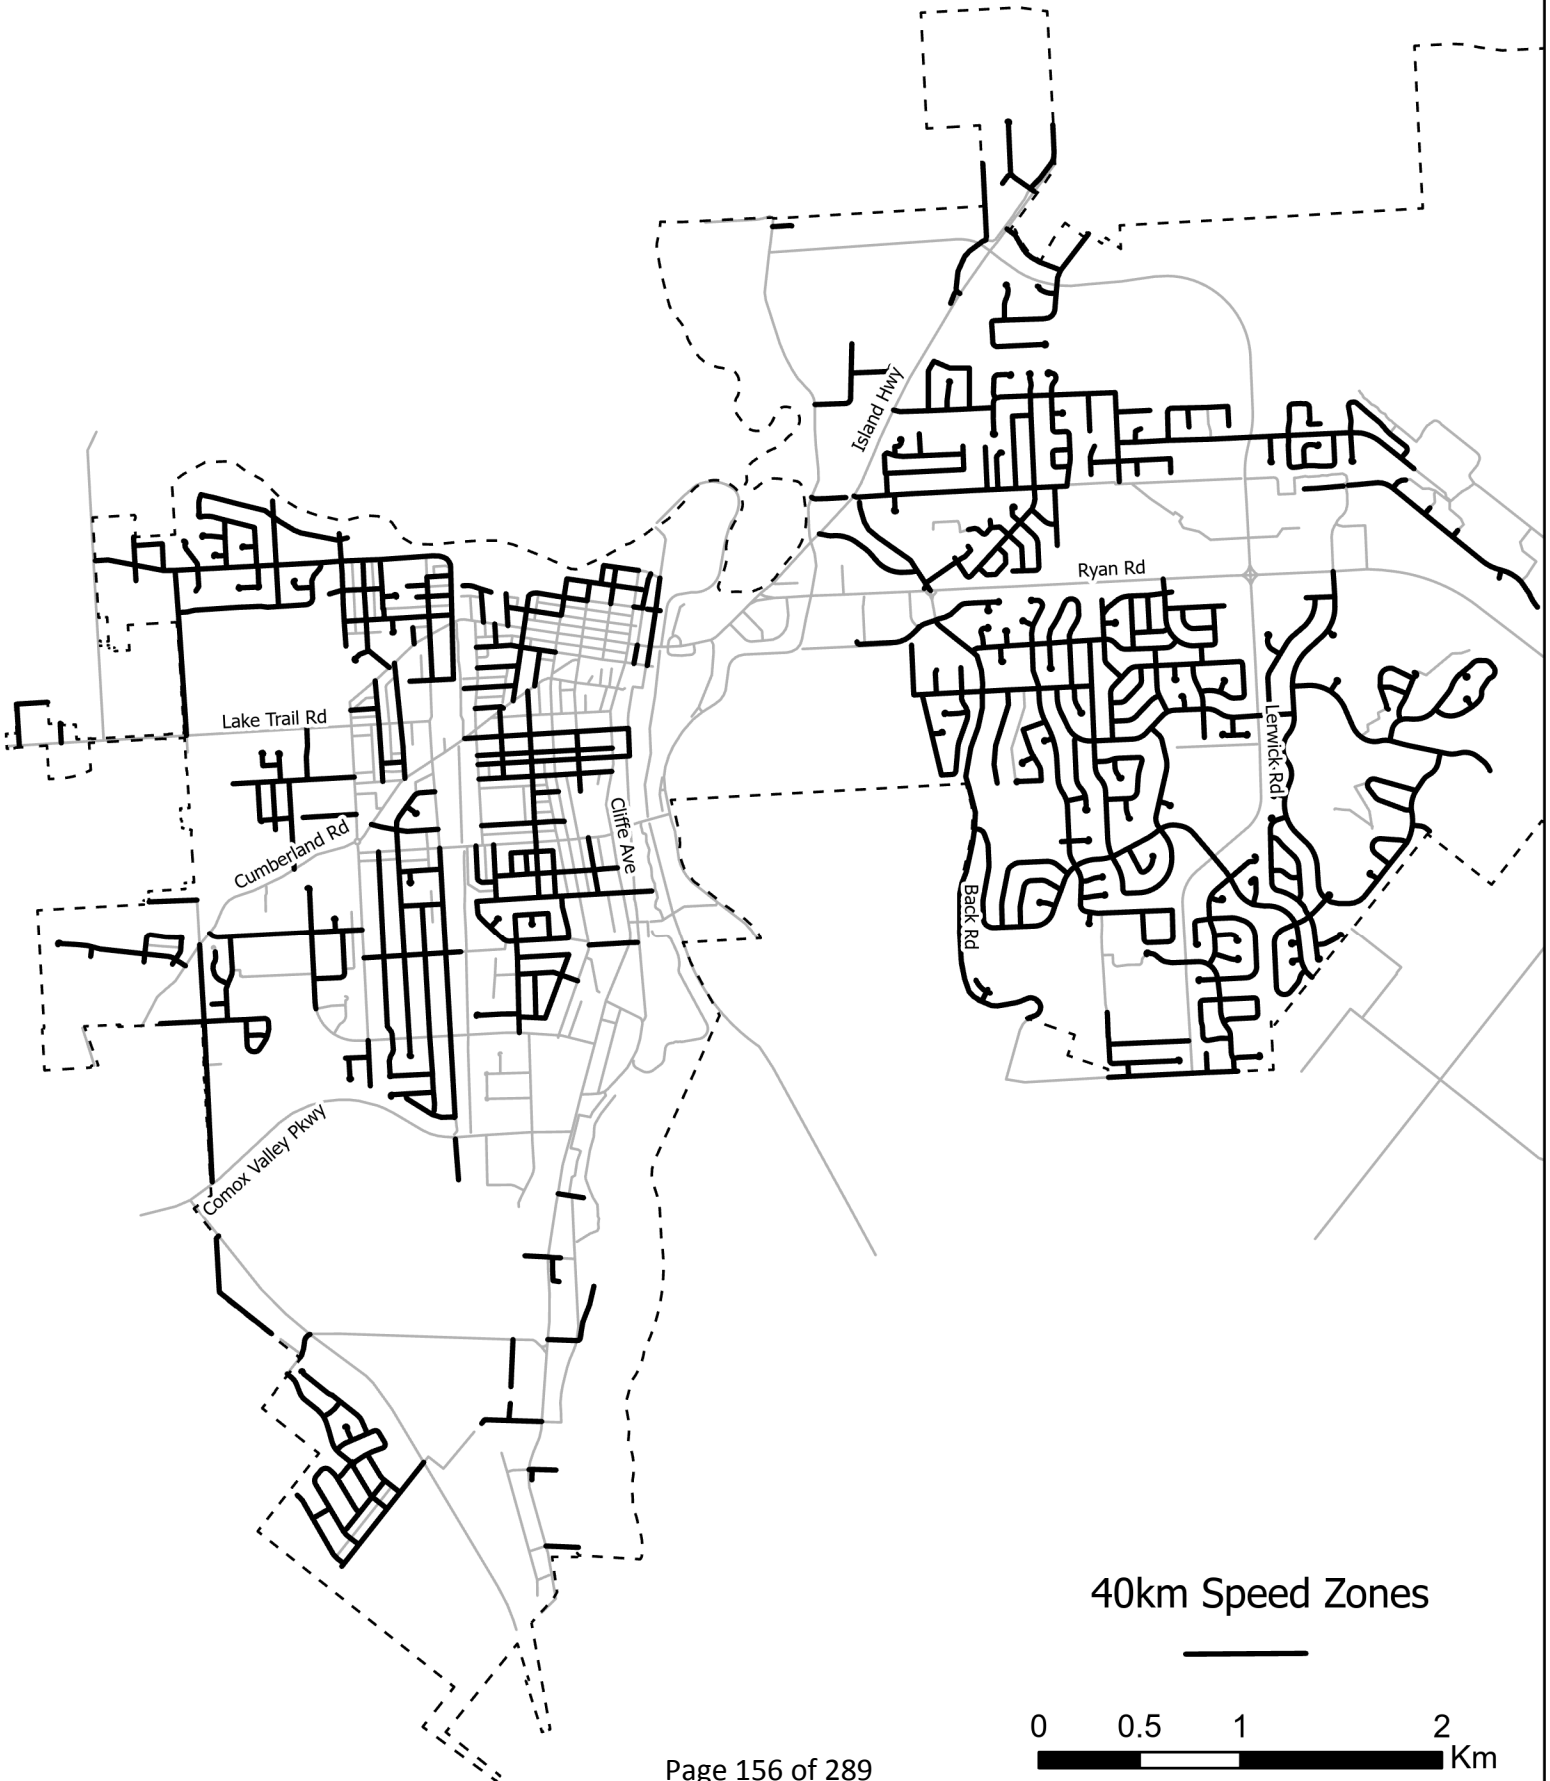 Island Hwy
Ryan Rd
Lake Trail Rd
Lerwick Rd
Cliffe Ave
Cumberland Rd
Back Rd
Comox Valley Pkwy
40km Speed Zones
0 0.5 1 2
Km
Page 156 of 289